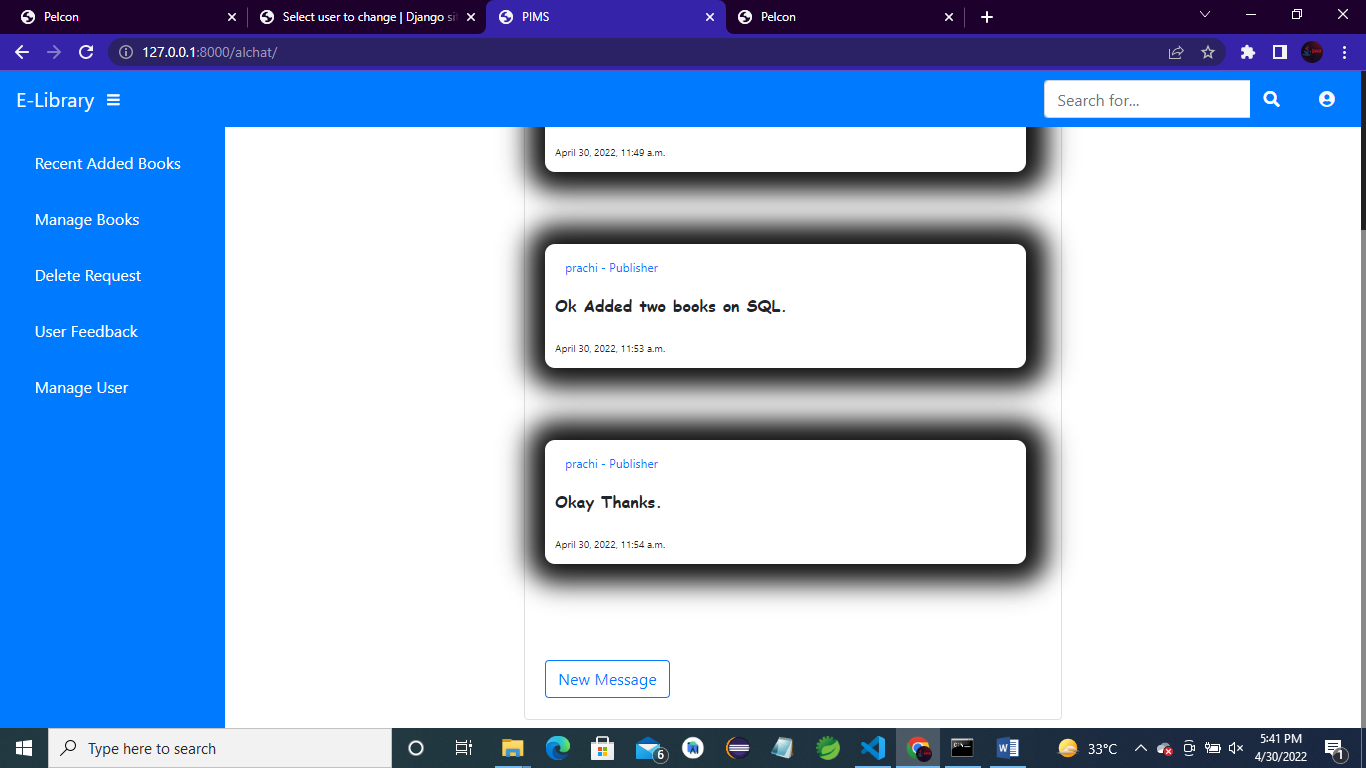 Pelcon
Select user to change | Django si
PIMS
Pelcon
127.0.0.1:8000/alchat/
E-Library
Search for...
Recent Added Books
Manage Books
Delete Request
User Feedback
Manage User
April 30, 2022, 11:49 a.m.
prachi - Publisher
Ok Added two books on SQL.
April 30, 2022, 11:53 a.m.
prachi - Publisher
Okay Thanks.
April 30, 2022, 11:54 a.m.
New Message
Type here to search
6
33°C
5:41 PM
4/30/2022
1